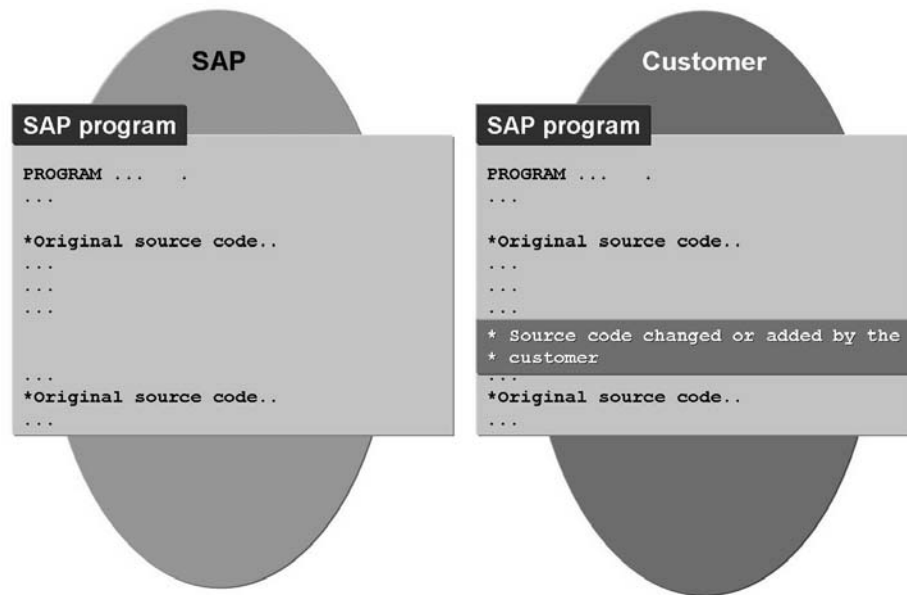 SAP
SAP program
PROGRAM ...    .
...
*Original source code..
...
...
...
...
*Original source code..
...
Customer
SAP program
PROGRAM ...    .
...
*Original source code..
...
...
...
* Source code changed or added by the
* customer
...
*Original source code..
...